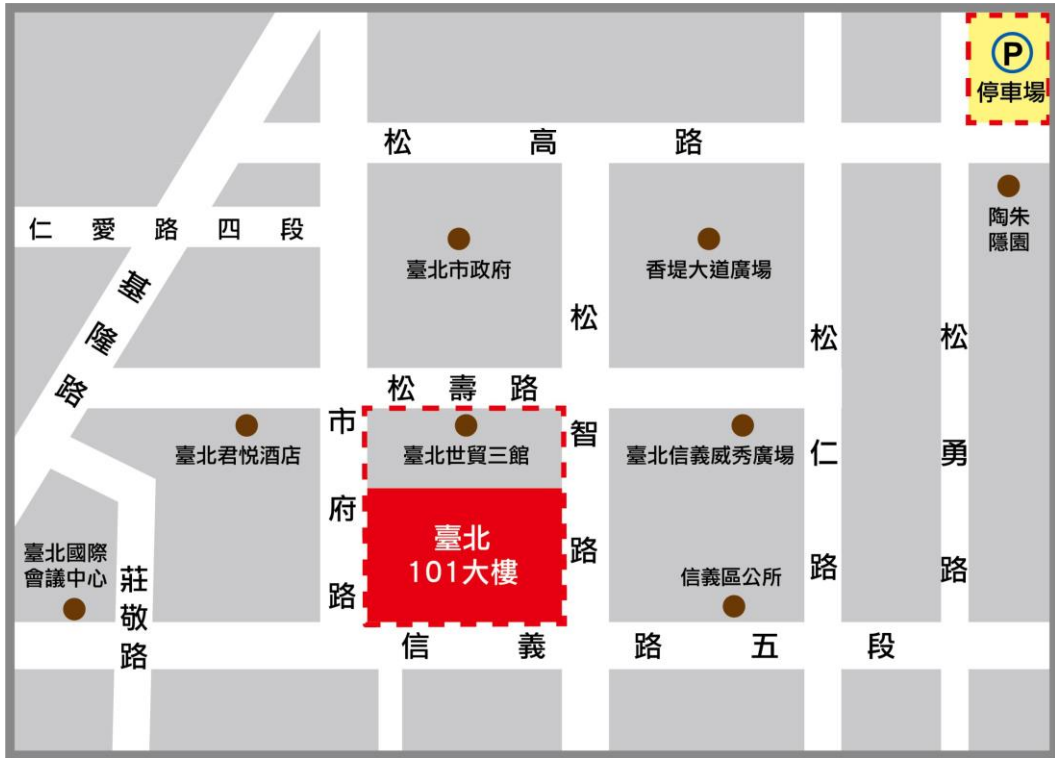 P
停車場
松高路
陶朱
隱園
仁愛路四段
臺北市政府
香堤大道廣場
基隆路
松智路
松仁路
松勇路
松壽路
市府路
臺北君悦酒店
臺北世貿三館
臺北信義威秀廣場
臺北
101大樓
臺北國際
會議中心
莊敬路
信義區公所
信義路五段